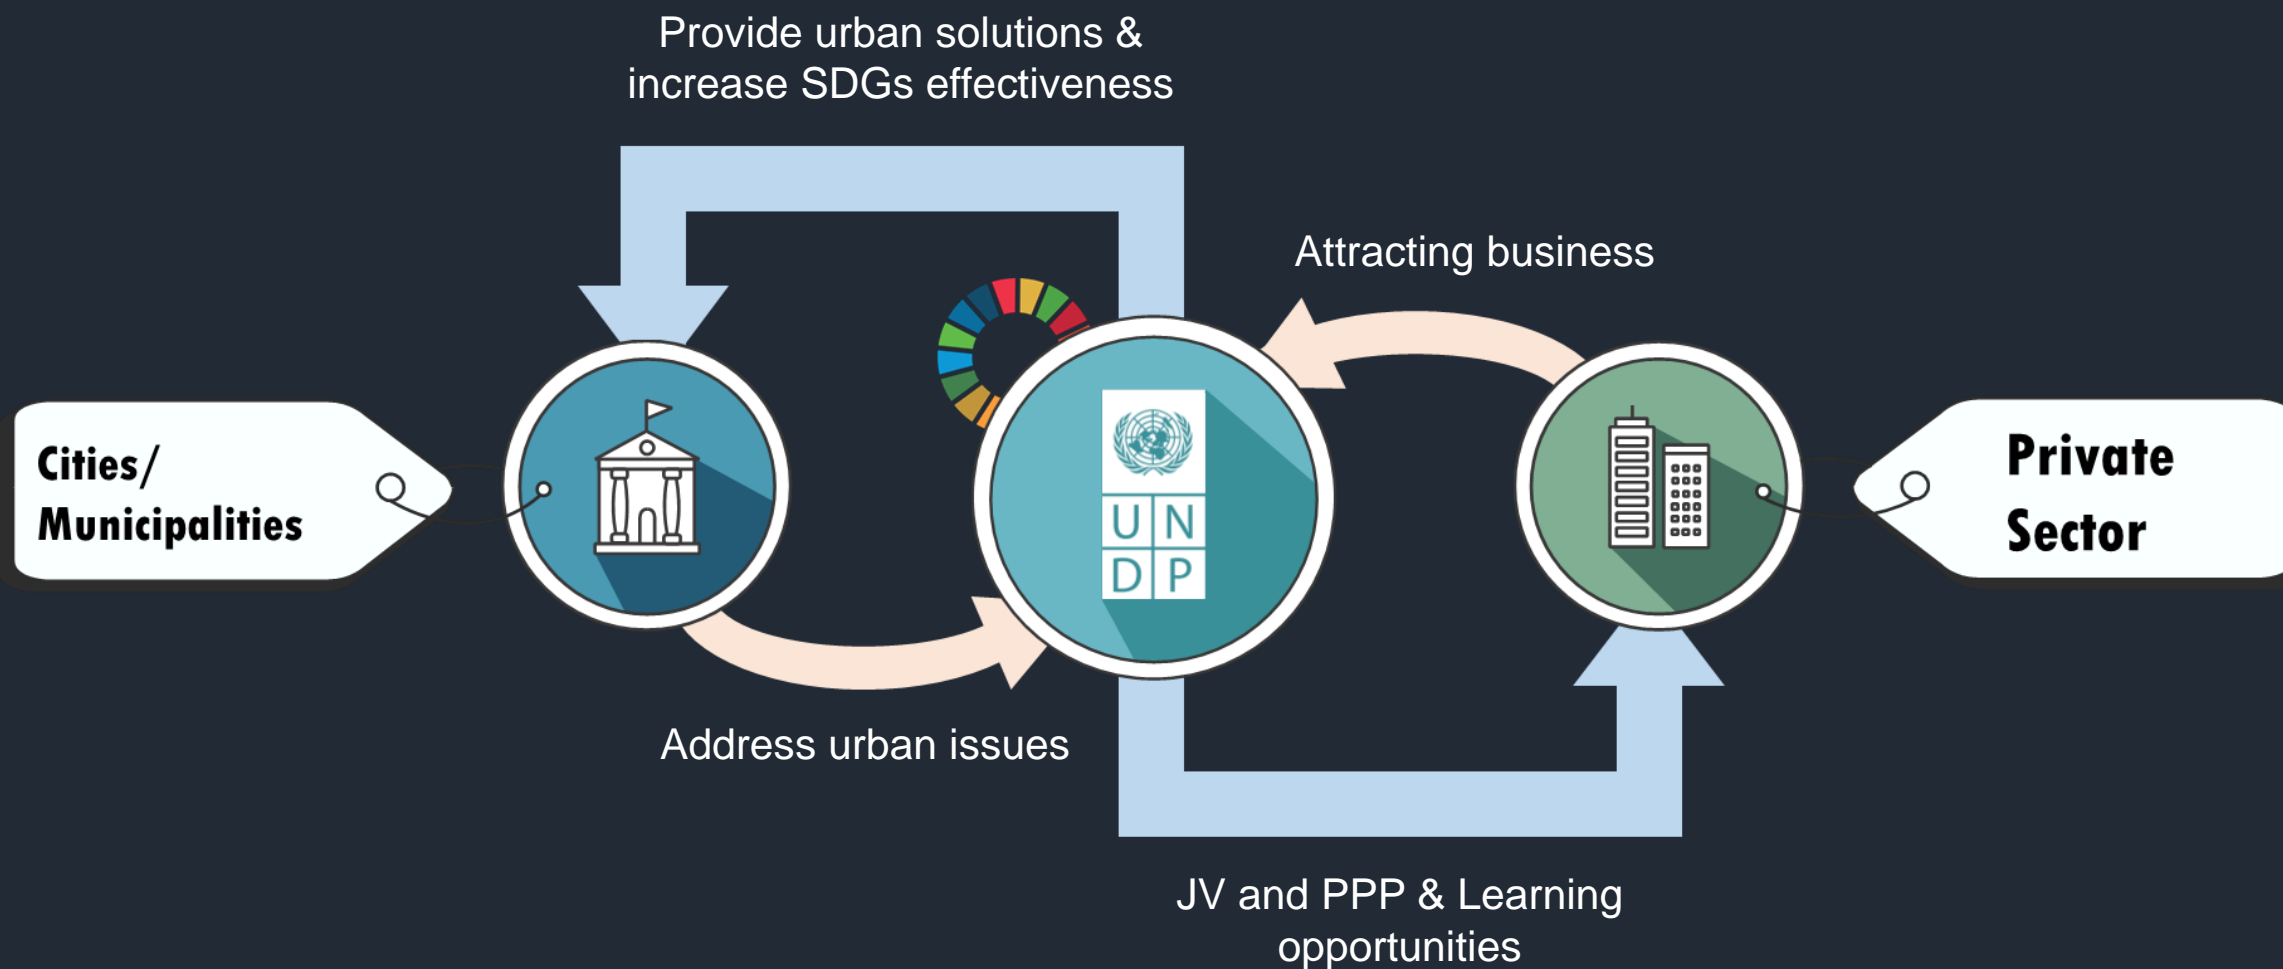 Provide urban solutions &
increase SDGs effectiveness
Attracting business
Cities/
Municipalities
U N
D P
Private
Sector
Address urban issues
JV and PPP & Learning
opportunities